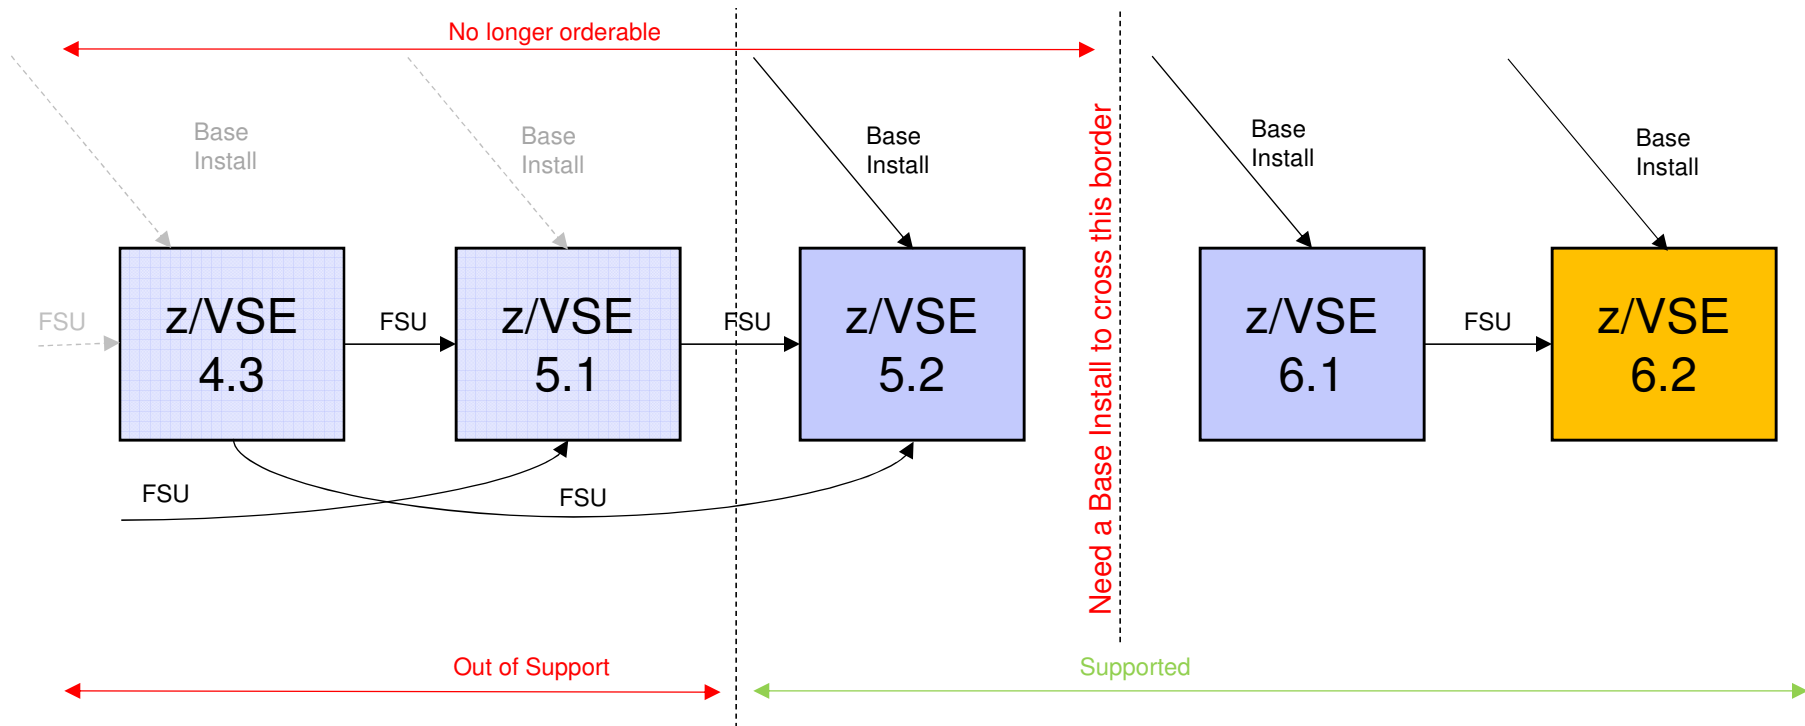 No longer orderable
Base
Install
Base
Install
Base
Install
Base
Install
Base
Install
Need a Base Install to cross this border
FSU
z/VSE
4.3
FSU
z/VSE
5.1
FSU
z/VSE
5.2
z/VSE
6.1
FSU
z/VSE
6.2
FSU
FSU
Out of Support
Supported